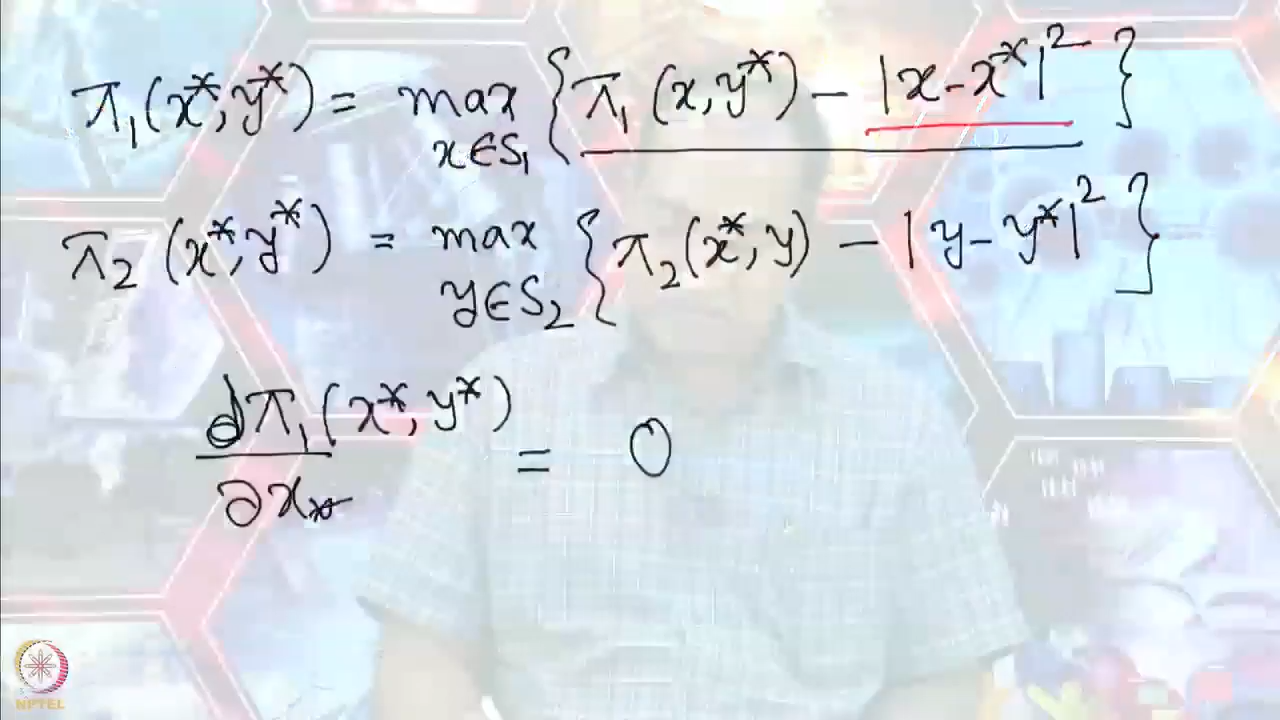 π₁(x*, y*) = max {π₁(x, y*) − |x − x*|² }
x∈S₁
π₂(x*, y*) = max {π₂(x*, y) − |y − y*|² }
y∈S₂
∂π₁(x*, y*)
= 0
∂x
NPTEL